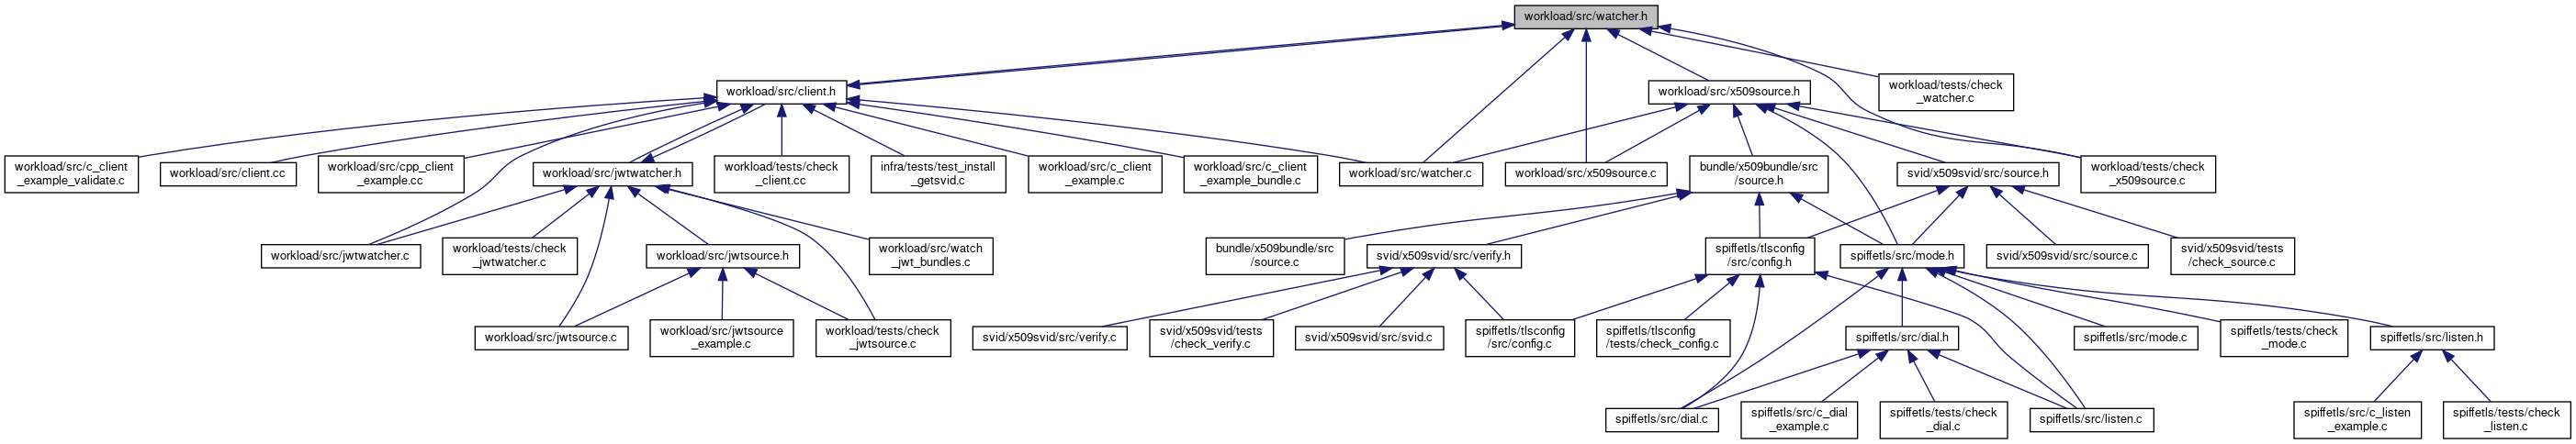 workload/src/watcher.h
workload/src/client.h
workload/src/x509source.h
workload/tests/check
_watcher.c
workload/src/c_client
_example_validate.c
workload/src/client.cc
workload/src/cpp_client
_example.cc
workload/src/jwtwatcher.h
workload/tests/check
_client.cc
infra/tests/test_install
_getsvid.c
workload/src/c_client
_example.c
workload/src/c_client
_example_bundle.c
workload/src/watcher.c
workload/src/x509source.c
bundle/x509bundle/src
/source.h
svid/x509svid/src/source.h
workload/tests/check
_x509source.c
workload/src/jwtwatcher.c
workload/tests/check
_jwtwatcher.c
workload/src/jwtsource.h
workload/src/watch
_jwt_bundles.c
bundle/x509bundle/src
/source.c
svid/x509svid/src/verify.h
spiffetls/tlsconfig
/src/config.h
spiffetls/src/mode.h
svid/x509svid/src/source.c
svid/x509svid/tests
/check_source.c
workload/src/jwtsource.c
workload/src/jwtsource
_example.c
workload/tests/check
_jwtsource.c
svid/x509svid/src/verify.c
svid/x509svid/tests
/check_verify.c
svid/x509svid/src/svid.c
spiffetls/tlsconfig
/src/config.c
spiffetls/tlsconfig
/tests/check_config.c
spiffetls/src/dial.h
spiffetls/src/mode.c
spiffetls/tests/check
_mode.c
spiffetls/src/listen.h
spiffetls/src/dial.c
spiffetls/src/c_dial
_example.c
spiffetls/tests/check
_dial.c
spiffetls/src/listen.c
spiffetls/src/c_listen
_example.c
spiffetls/tests/check
_listen.c